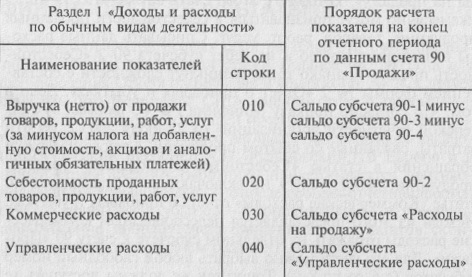 Раздел 1 «Доходы и расходы
по обычным видам деятельности»
Порядок расчета
показателя на конец
отчетного периода
по данным счета 90
«Продажи»
Наименование показателей
Код
строки
Выручка (нетто) от продажи
товаров, продукции, работ, услуг
(за минусом налога на добавлен-
ную стоимость, акцизов и анало-
гичных обязательных платежей)
010
Сальдо субсчета 90-1 минус
сальдо субсчета 90-3 минус
сальдо субсчета 90-4
Себестоимость проданных
товаров, продукции, работ, услуг
020
Сальдо субсчета 90-2
Коммерческие расходы
030
Сальдо субсчета «Расходы
на продажу»
Управленческие расходы
040
Сальдо субсчета
«Управленческие расходы»